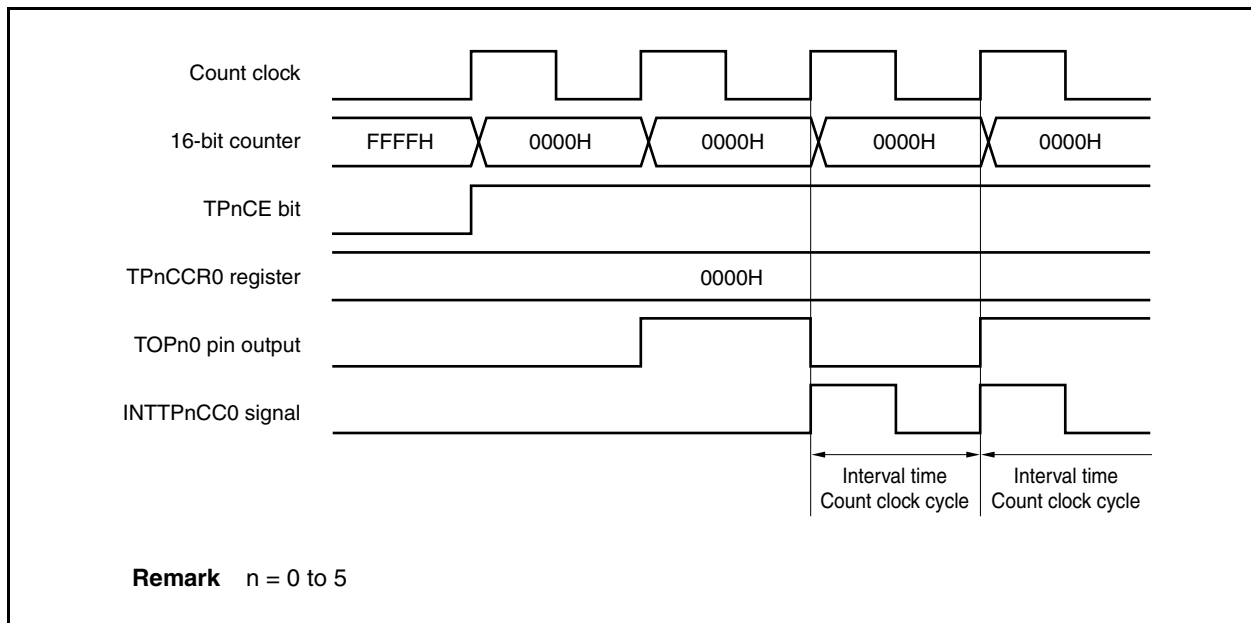 Count clock
16-bit counter FFFFH 0000H 0000H 0000H 0000H
TPnCE bit
TPnCCR0 register 0000H
TOPn0 pin output
INTTPnCC0 signal
Interval time Interval time
Count clock cycle Count clock cycle
Remark n = 0 to 5